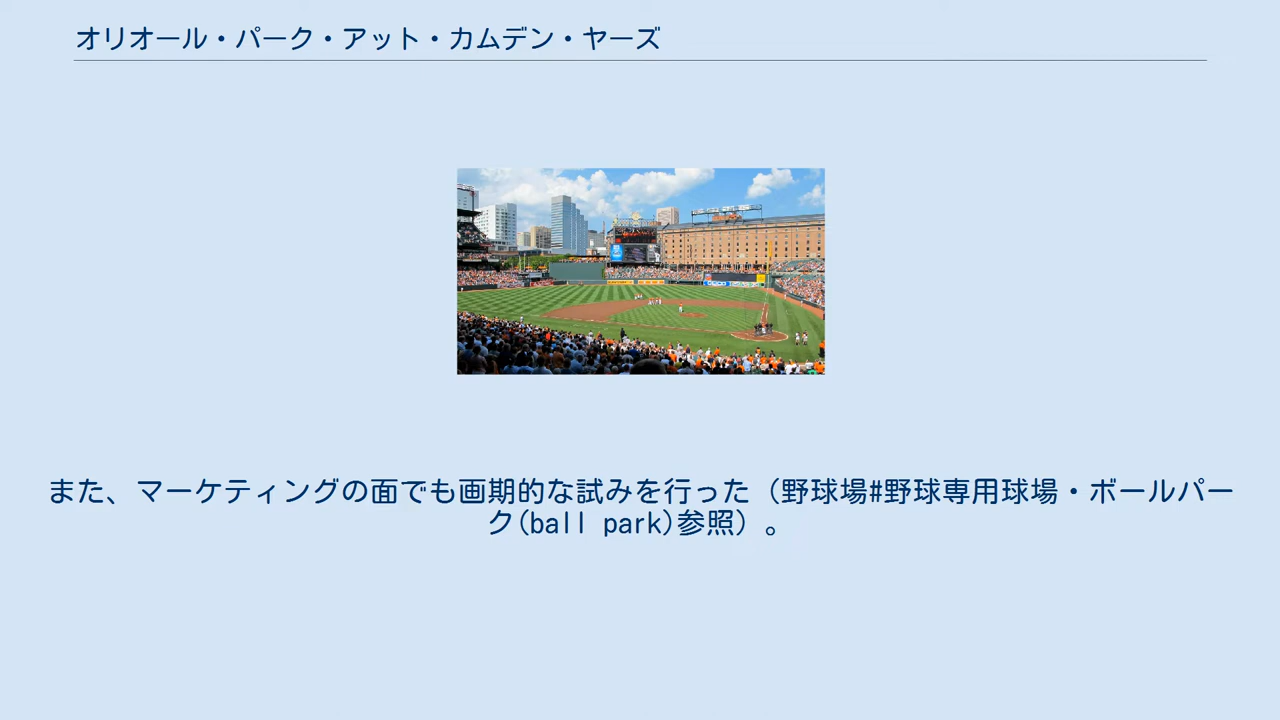 オリオール・パーク・アット・カムデン・ヤーズ
また、マーケティングの面でも画期的な試みを行った（野球場#野球専用球場・ボールパー
ク(ball park)参照）。